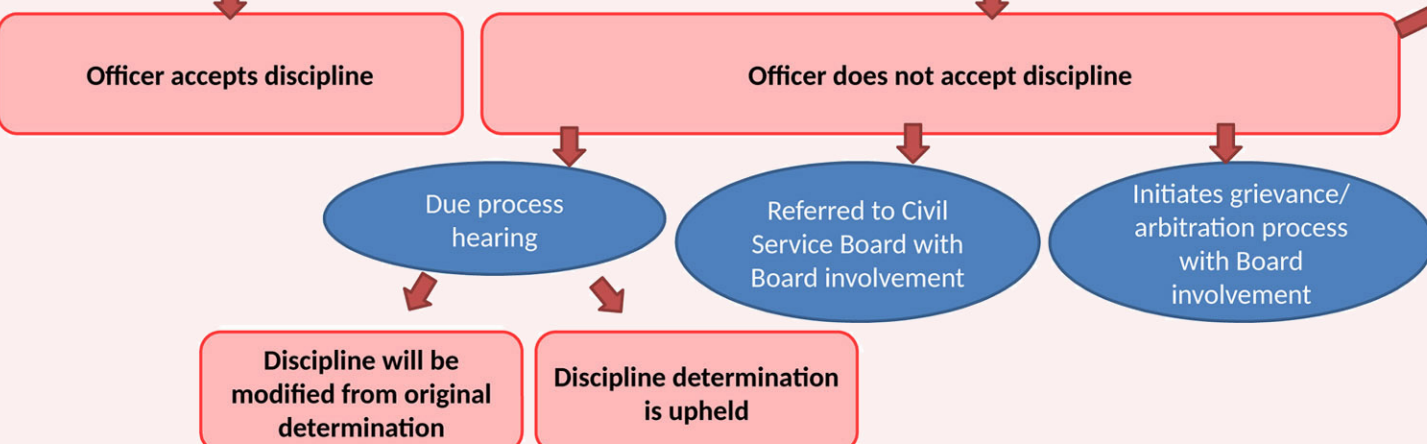 Officer accepts discipline
Officer does not accept discipline
Due process
hearing
Referred to Civil
Service Board with
Board involvement
Initiates grievance/
arbitration process
with Board
involvement
Discipline will be
modified from original
determination
Discipline determination
is upheld